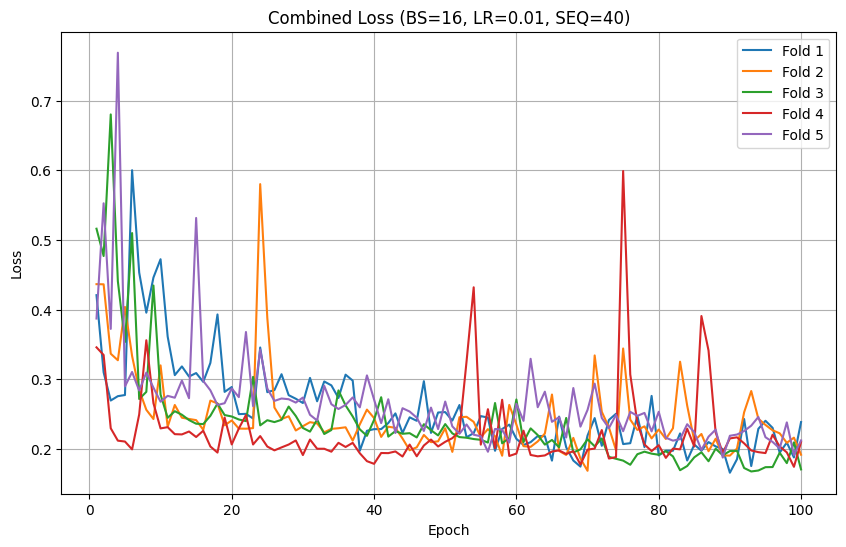 Combined Loss (BS=16, LR=0.01, SEQ=40)
Fold 1
Fold 2
Fold 3
Fold 4
Fold 5
Loss
0.7
0.6
0.5
0.4
0.3
0.2
0 20 40 60 80 100
Epoch